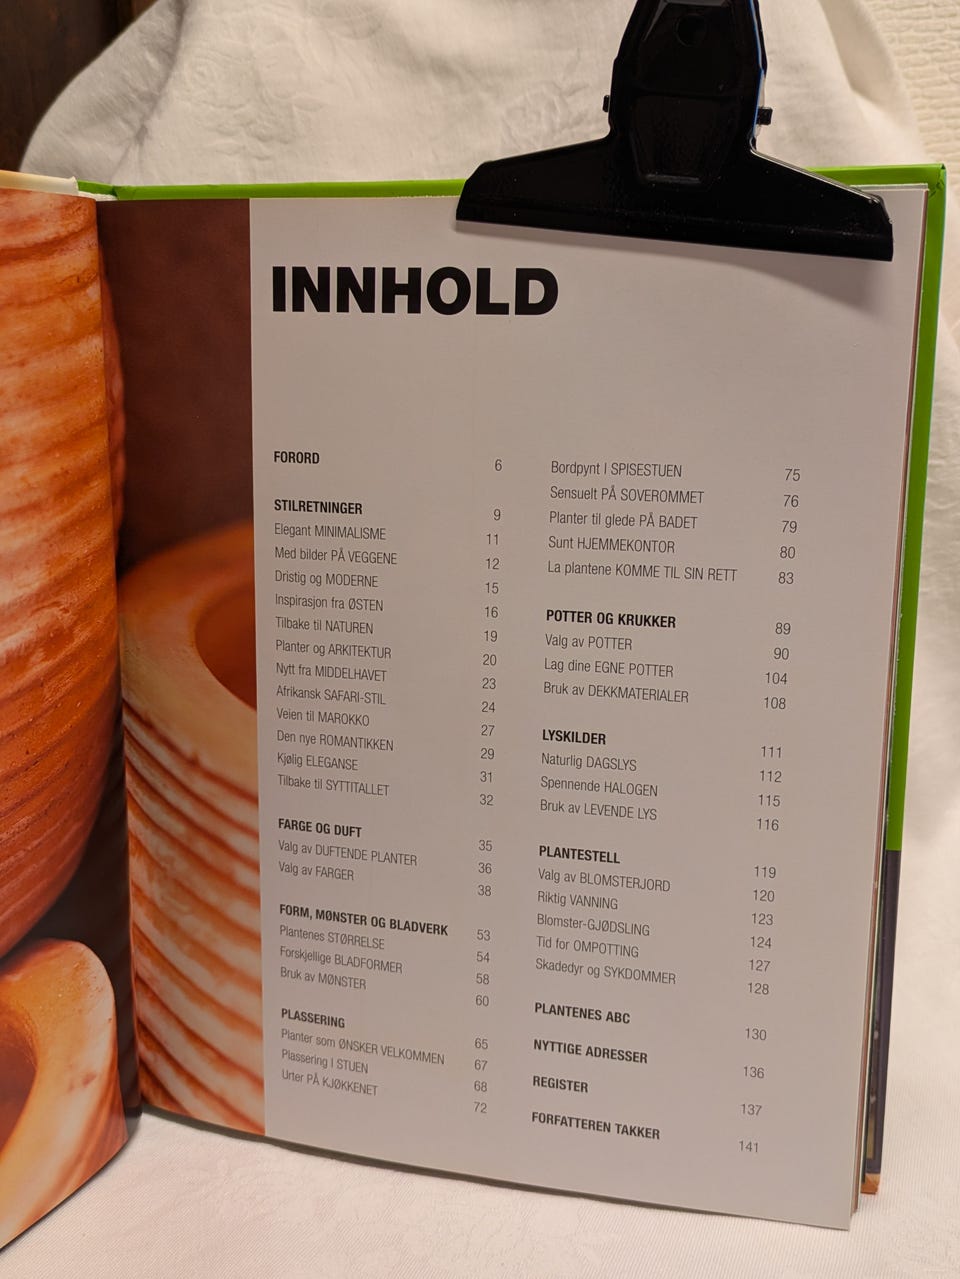 INNHOLD
FORORD 6
STILRETNINGER 9
Elegant MINIMALISME 11
Med bilder PÅ VEGGENE 12
Dristig og MODERNE 15
Inspirasjon fra ØSTEN 16
Tilbake til NATUREN 19
Planter og ARKITEKTUR 20
Nytt fra MIDDELHAVET 23
Afrikansk SAFARI-STIL 24
Veien til MAROKKO 27
Den nye ROMANTIKKEN 29
Kjølig ELEGANSE 31
Tilbake til SYTTITALLET 32
FARGE OG DUFT 35
Valg av DUFTENDE PLANTER 36
Valg av FARGER 38
FORM, MØNSTER OG BLADVERK 53
Plantenes STØRRELSE 54
Forskjellige BLADFORMER 58
Bruk av MØNSTER 60
PLASSERING 65
Planter som ØNSKER VELKOMMEN 67
Plassering I STUEN 68
Urter PÅ KJØKKENET 72
Bordpynt I SPISESTUEN 75
Sensuelt PÅ SOVEROMMET 76
Planter til glede PÅ BADET 79
Sunt HJEMMEKONTOR 80
La plantene KOMME TIL SIN RETT 83
POTTER OG KRUKKER 89
Valg av POTTER 90
Lag dine EGNE POTTER 104
Bruk av DEKKMATERIALER 108
LYSKILDER 111
Naturlig DAGSLYS 112
Spennende HALOGEN 115
Bruk av LEVENDE LYS 116
PLANTESTELL 119
Valg av BLOMSTERJORD 120
Riktig VANNING 123
Blomster-GJØDSLING 124
Tid for OMPOTTING 127
Skadedyr og SYKDOMMER 128
PLANTENES ABC 130
NYTTIGE ADRESSER 136
REGISTER 137
FORFATTEREN TAKKER 141